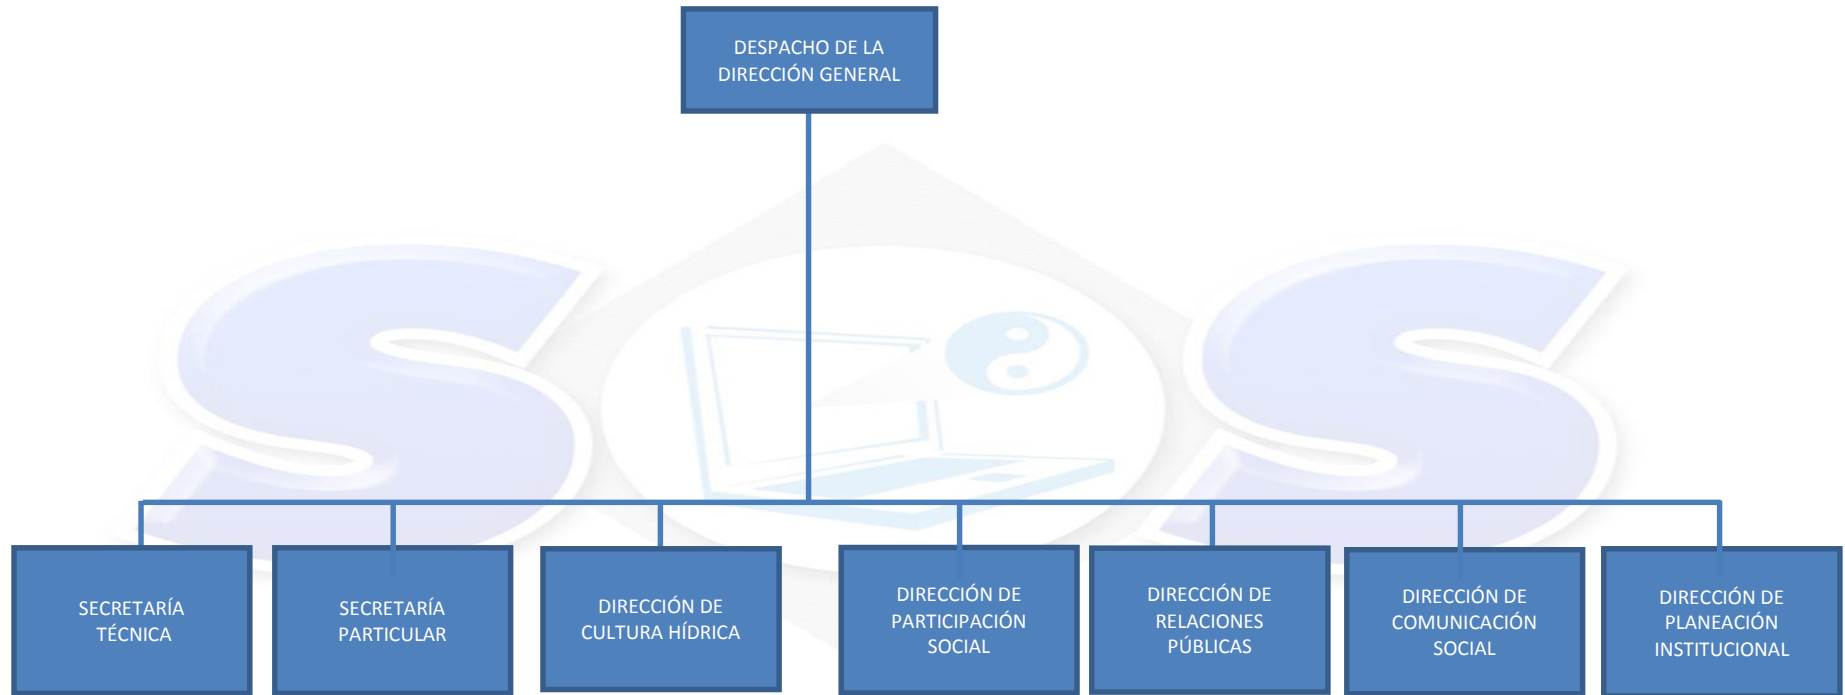 DESPACHO DE LA
DIRECCIÓN GENERAL
SECRETARÍA
TÉCNICA
SECRETARÍA
PARTICULAR
DIRECCIÓN DE
CULTURA HÍDRICA
DIRECCIÓN DE
PARTICIPACIÓN
SOCIAL
DIRECCIÓN DE
RELACIONES
PÚBLICAS
DIRECCIÓN DE
COMUNICACIÓN
SOCIAL
DIRECCIÓN DE
PLANEACIÓN
INSTITUCIONAL
S S